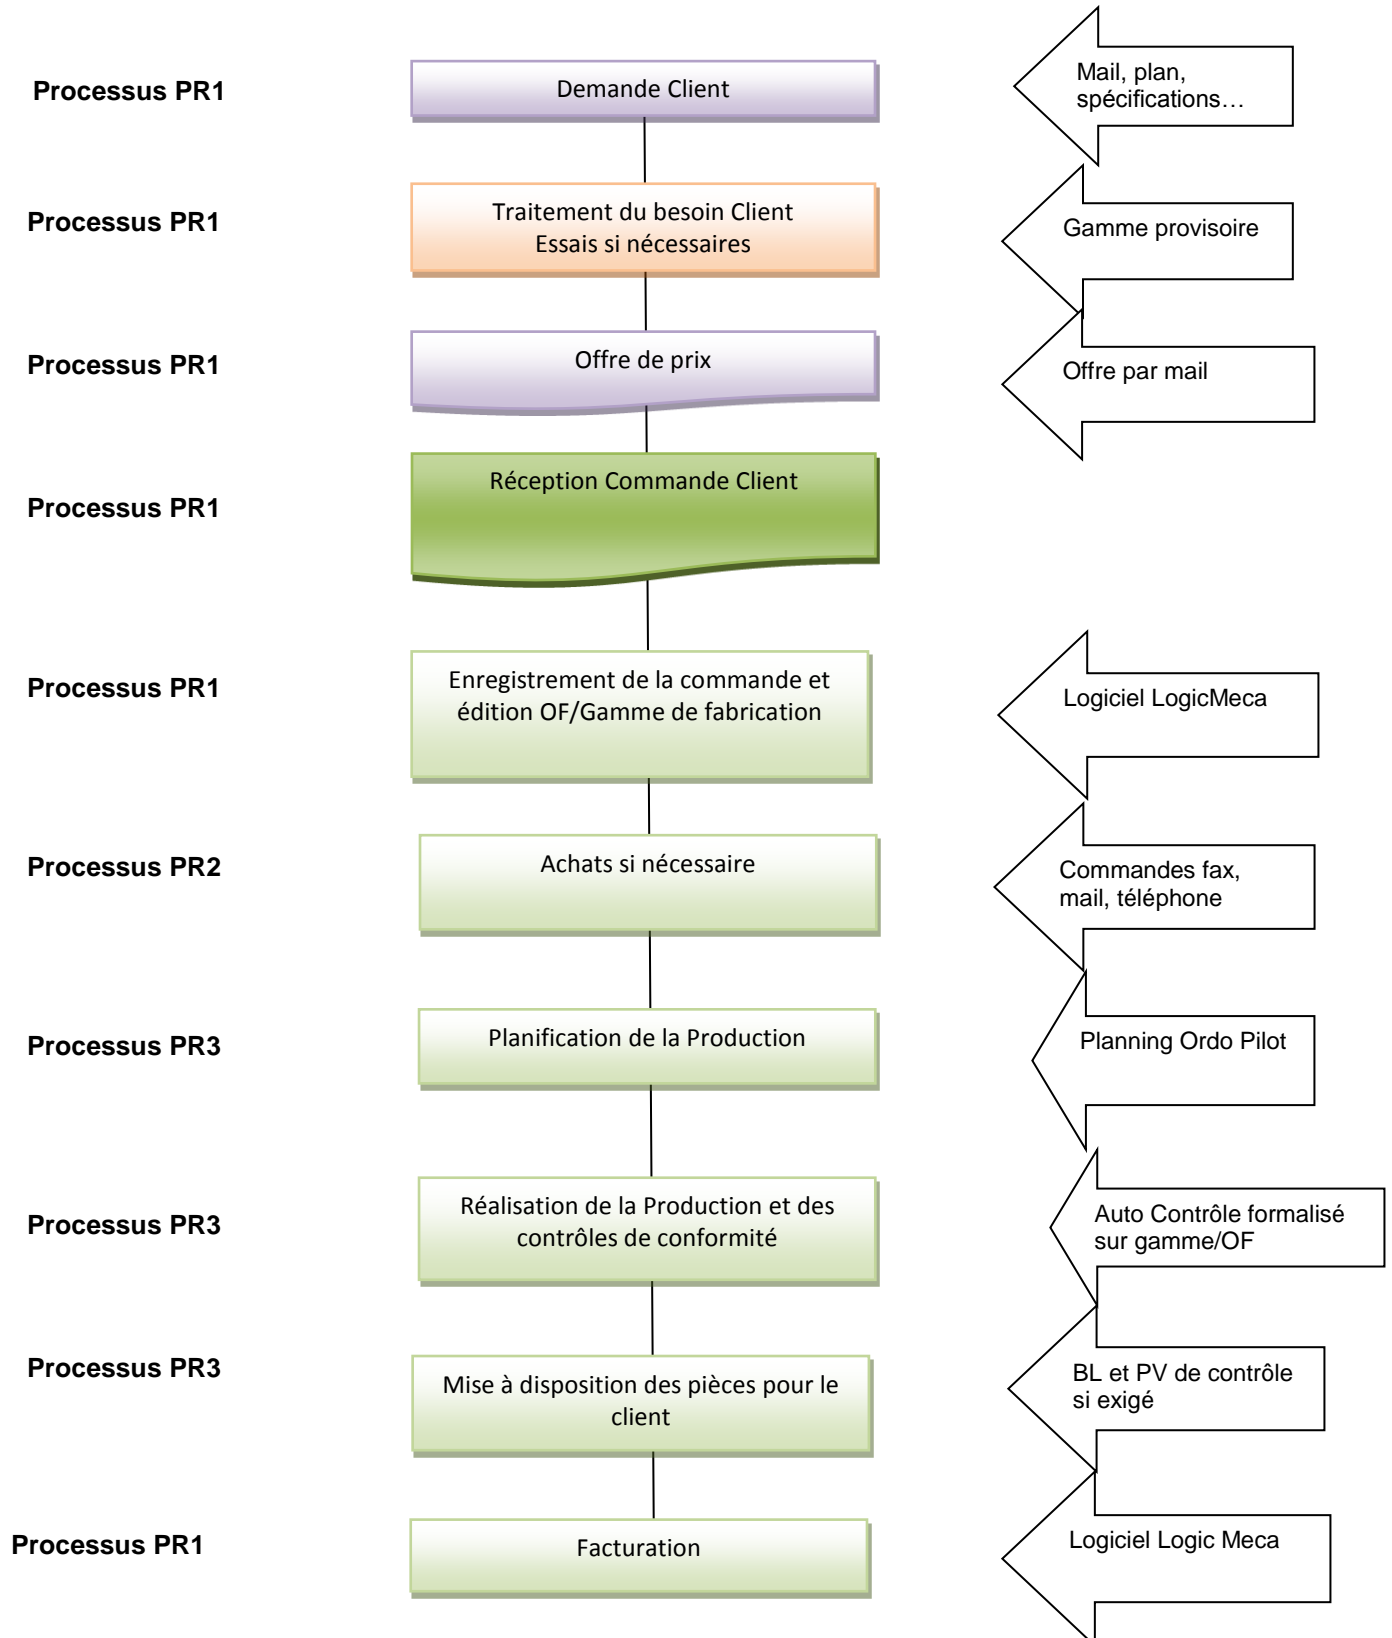 Processus PR1
Demande Client
Mail, plan,
spécifications…
Processus PR1
Traitement du besoin Client
Essais si nécessaires
Gamme provisoire
Processus PR1
Offre de prix
Offre par mail
Processus PR1
Réception Commande Client
Processus PR1
Enregistrement de la commande et
édition OF/Gamme de fabrication
Logiciel LogicMeca
Processus PR2
Achats si nécessaire
Commandes fax,
mail, téléphone
Processus PR3
Planification de la Production
Planning Ordo Pilot
Processus PR3
Réalisation de la Production et des
contrôles de conformité
Auto Contrôle formalisé
sur gamme/OF
Processus PR3
Mise à disposition des pièces pour le
client
BL et PV de contrôle
si exigé
Processus PR1
Facturation
Logiciel Logic Meca